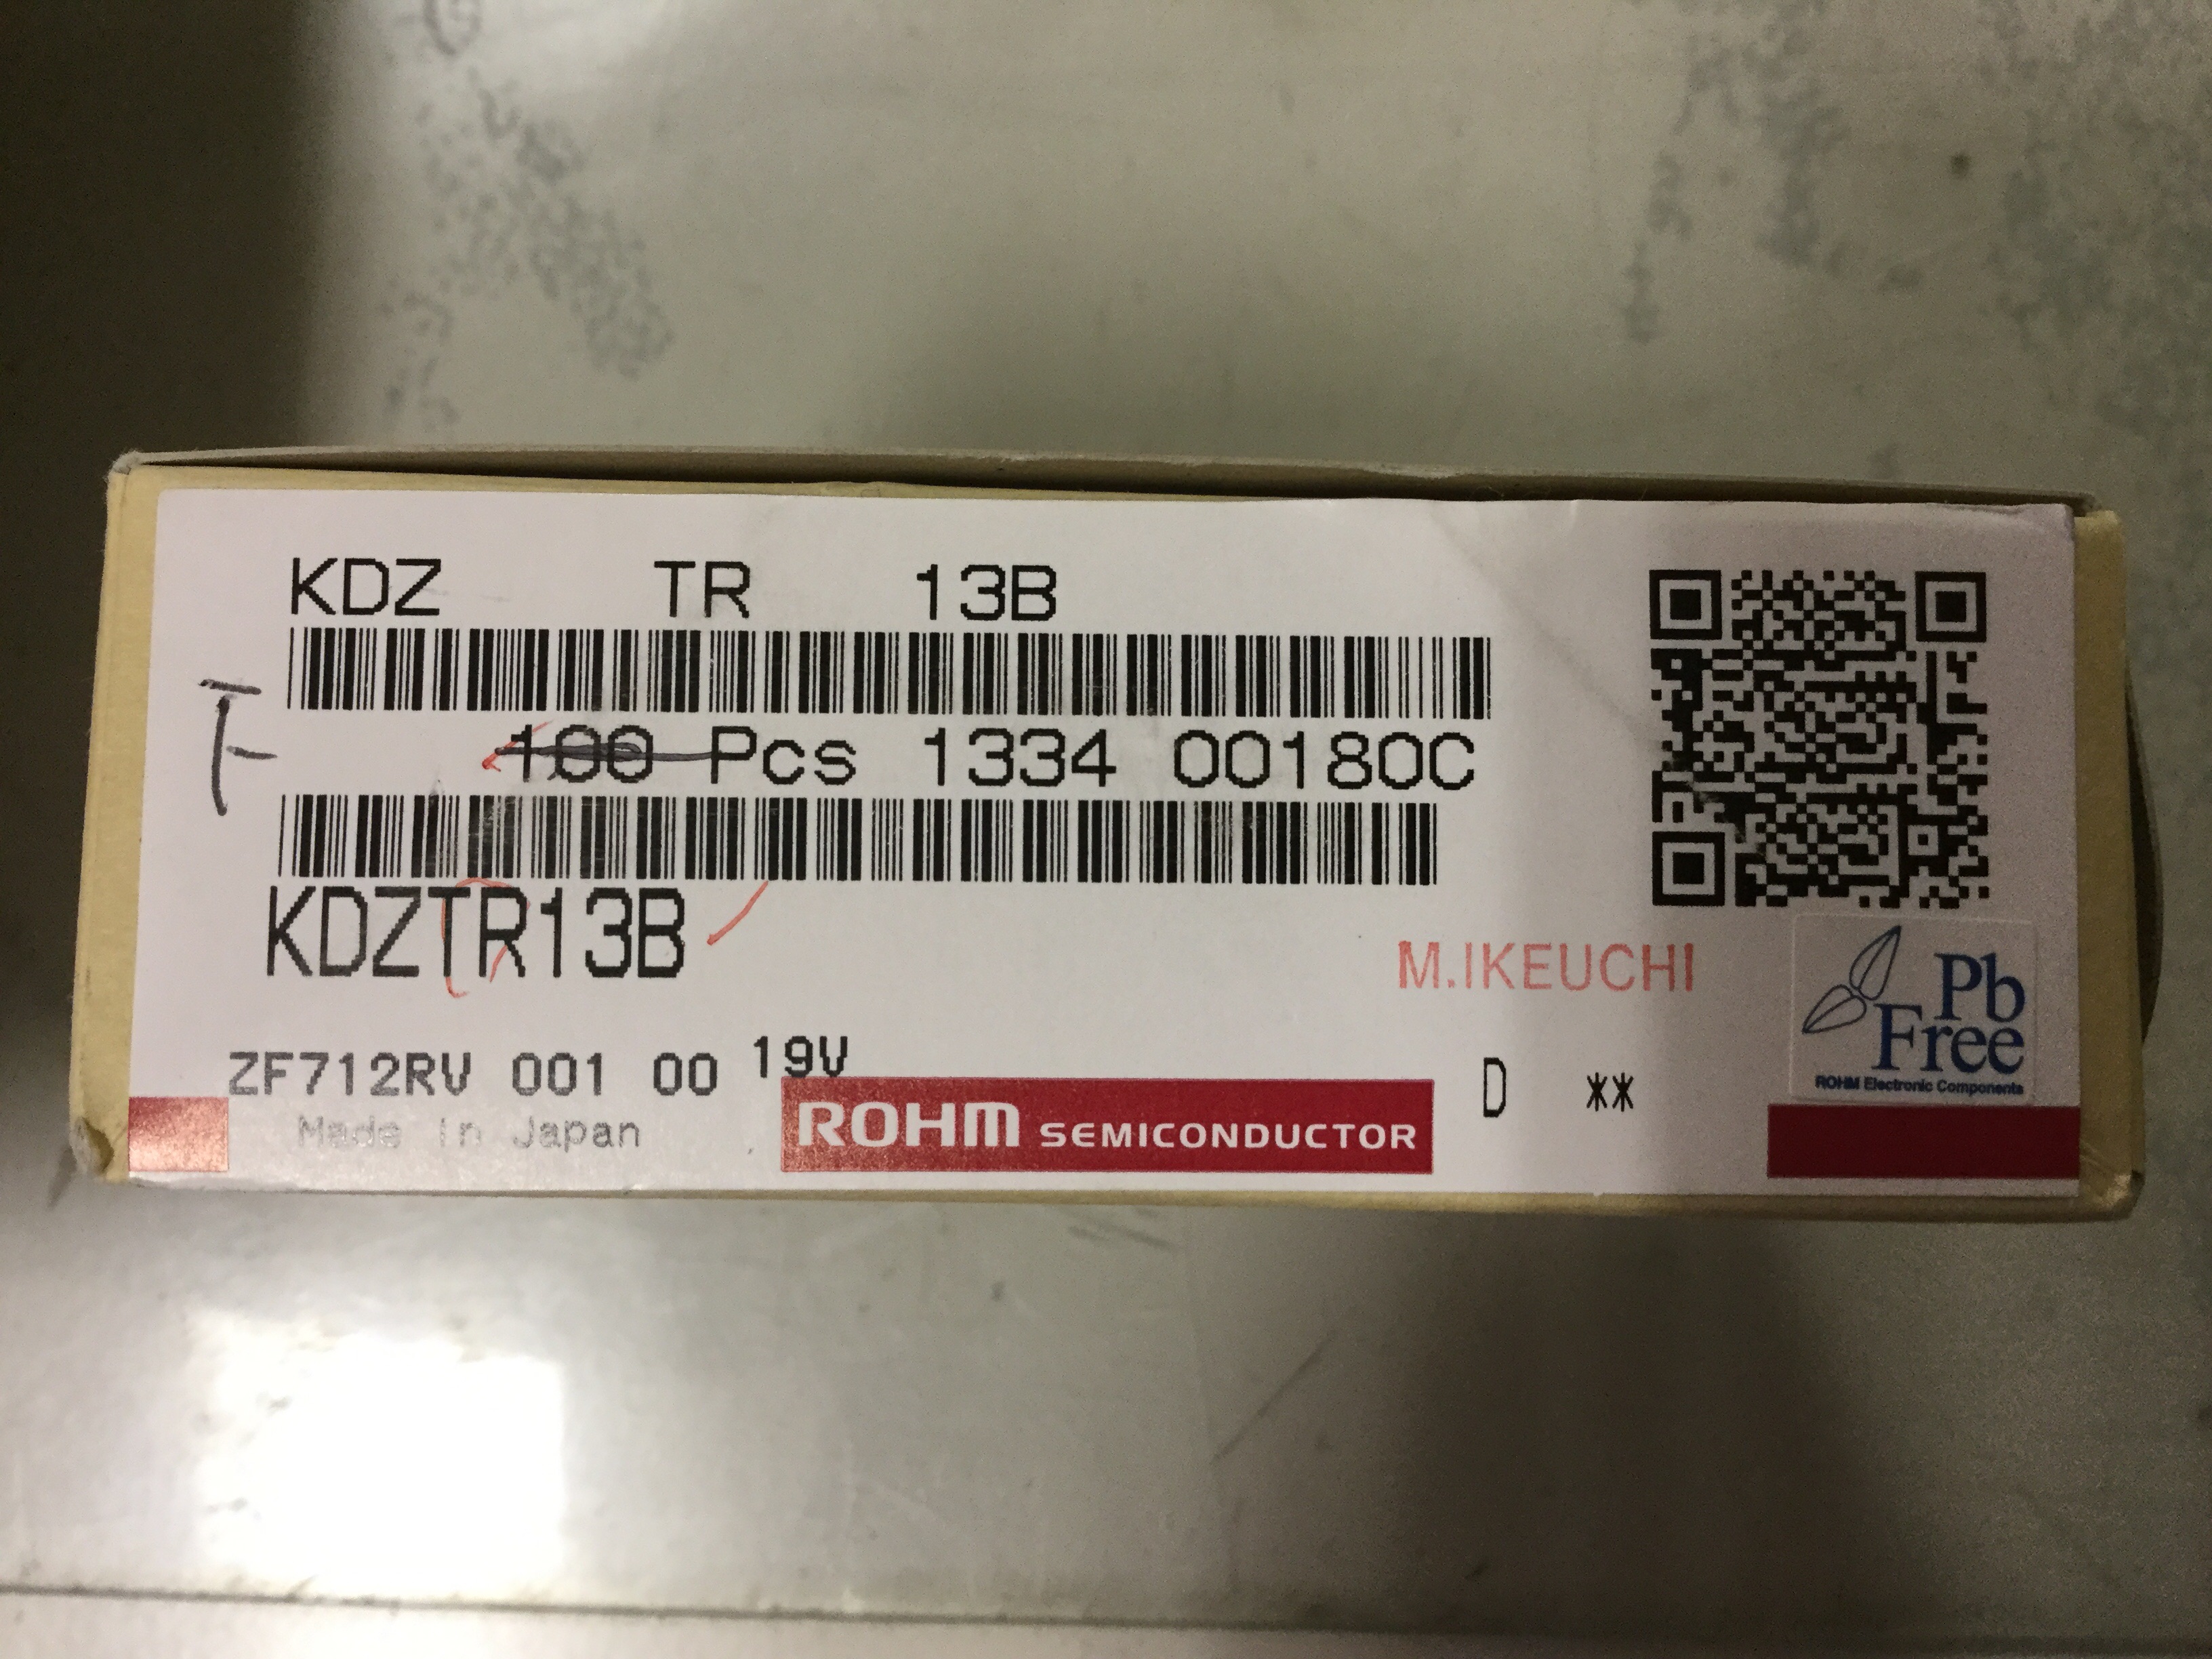 KDZ TR 13B
F
100 Pcs 1334 00180C
KDZTR13B
M.IKEUCHI
Pb
Free
ROHM Electronic Components
ZF712RV 001 00 19V
D **
Made in Japan
ROHM SEMICONDUCTOR